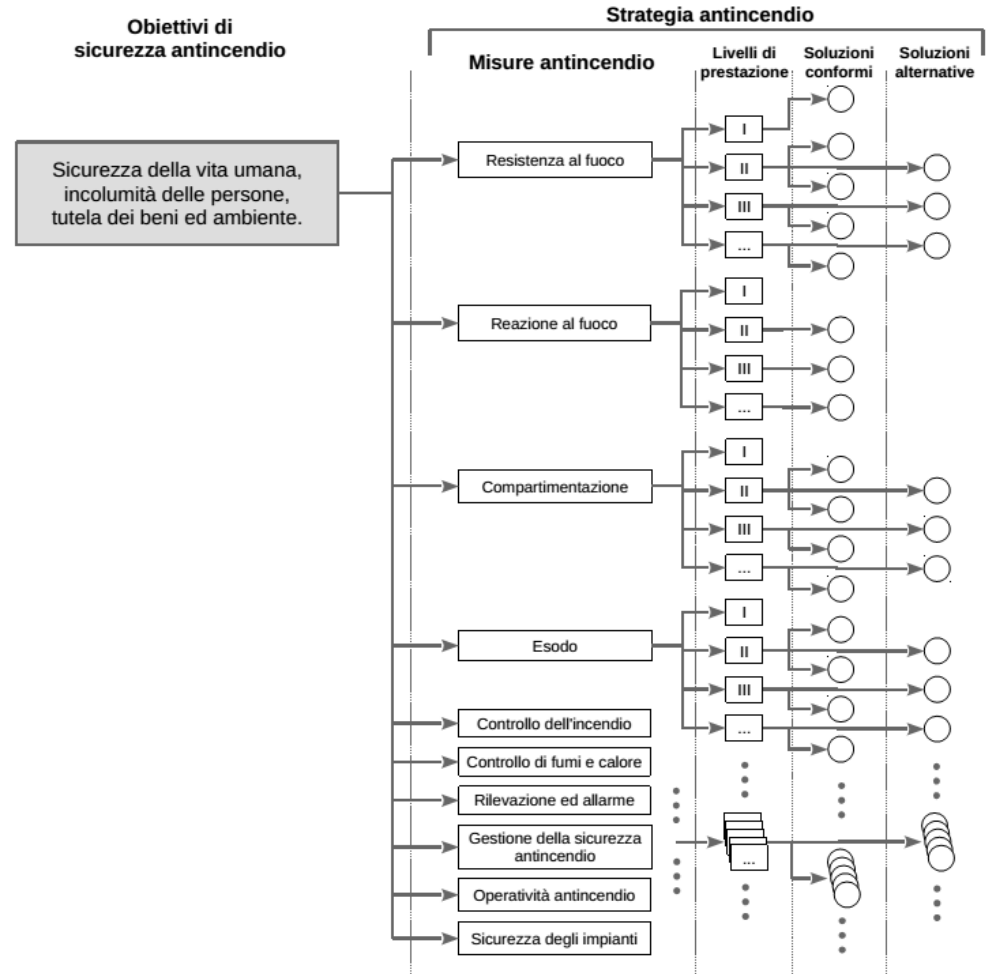 Obiettivi di
sicurezza antincendio
Strategia antincendio
Misure antincendio
Livelli di
prestazione
Soluzioni
conformi
Soluzioni
alternative
Sicurezza della vita umana,
incolumità delle persone,
tutela dei beni ed ambiente.
Resistenza al fuoco
I
II
III
...
Reazione al fuoco
I
II
III
...
Compartimentazione
I
II
III
...
Esodo
I
II
III
...
Controllo dell'incendio
Controllo di fumi e calore
Rilevazione ed allarme
Gestione della sicurezza
antincendio
...
Operatività antincendio
Sicurezza degli impianti